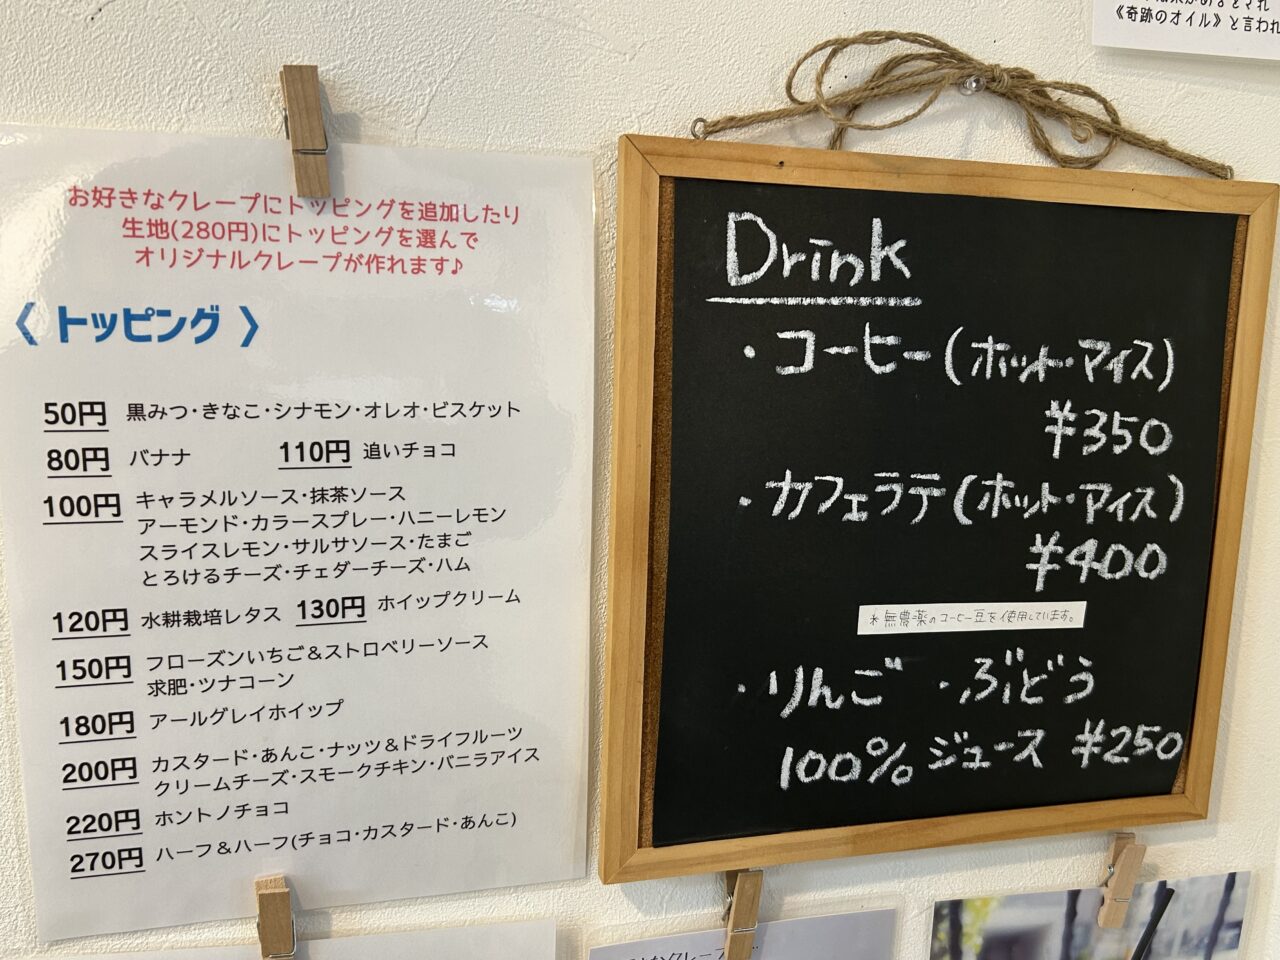 《奇跡のオイル》と言われ
お好きなクレープにトッピングを追加したり
生地(280円)にトッピングを選んで
オリジナルクレープが作れます♪
〈 トッピング 〉
50円 黒みつ・きなこ・シナモン・オレオ・ビスケット
80円 バナナ 110円 追いチョコ
100円 キャラメルソース・抹茶ソース
アーモンド・カラースプレー・ハニーレモン
スライスレモン・サルサソース・たまご
とろけるチーズ・チェダーチーズ・ハム
120円 水耕栽培レタス 130円 ホイップクリーム
150円 フローズンいちご＆ストロベリーソース
求肥・ツナコーン
180円 アールグレイホイップ
200円 カスタード・あんこ・ナッツ＆ドライフルーツ
クリームチーズ・スモークチキン・バニラアイス
220円 ホントノチョコ
270円 ハーフ＆ハーフ(チョコ・カスタード・あんこ)
Drink
・コーヒー(ホット・アイス)
¥350
・カフェラテ(ホット・アイス)
¥400
*無農薬のコーヒー豆を使用しています。
・りんご ・ぶどう
100% ジュース ¥250